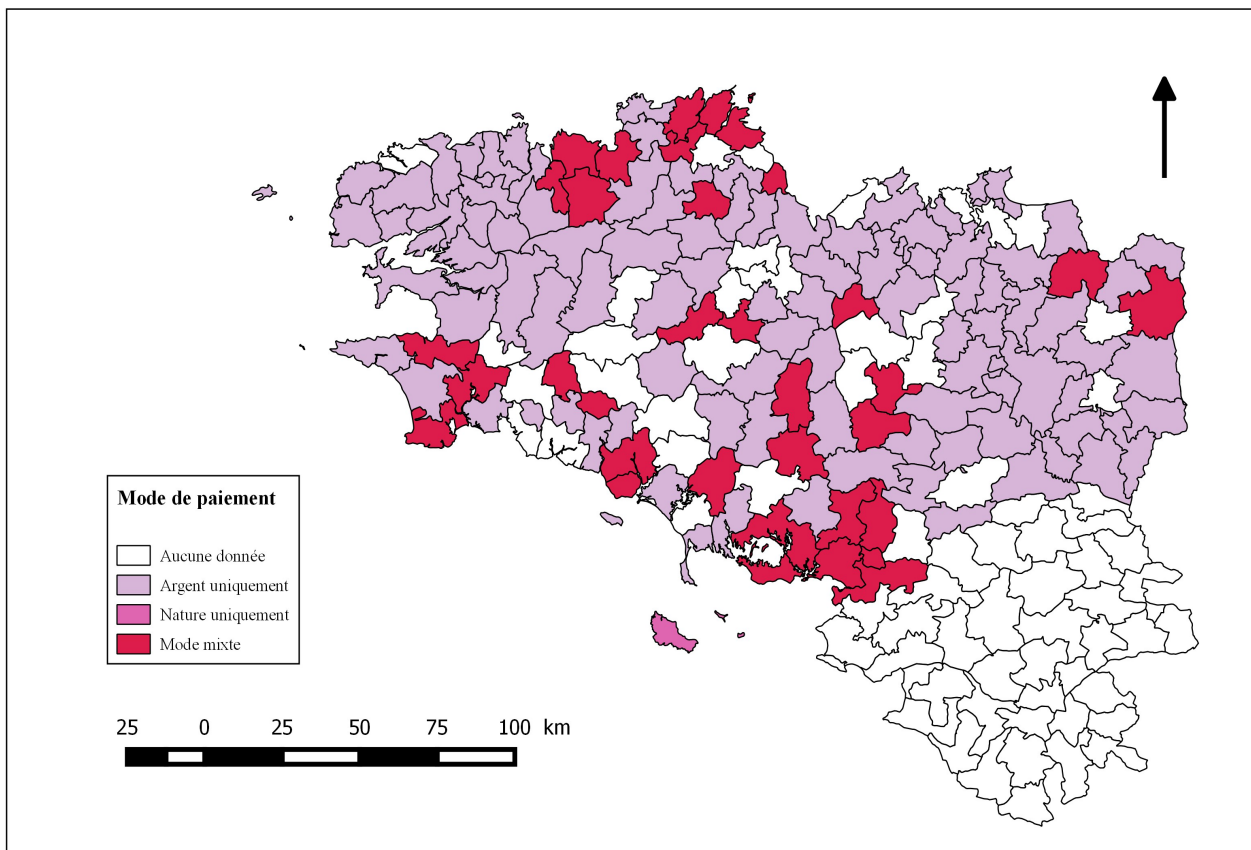 Mode de paiement
Aucune donnée
Argent uniquement
Nature uniquement
Mode mixte
25 0 25 50 75 100 km